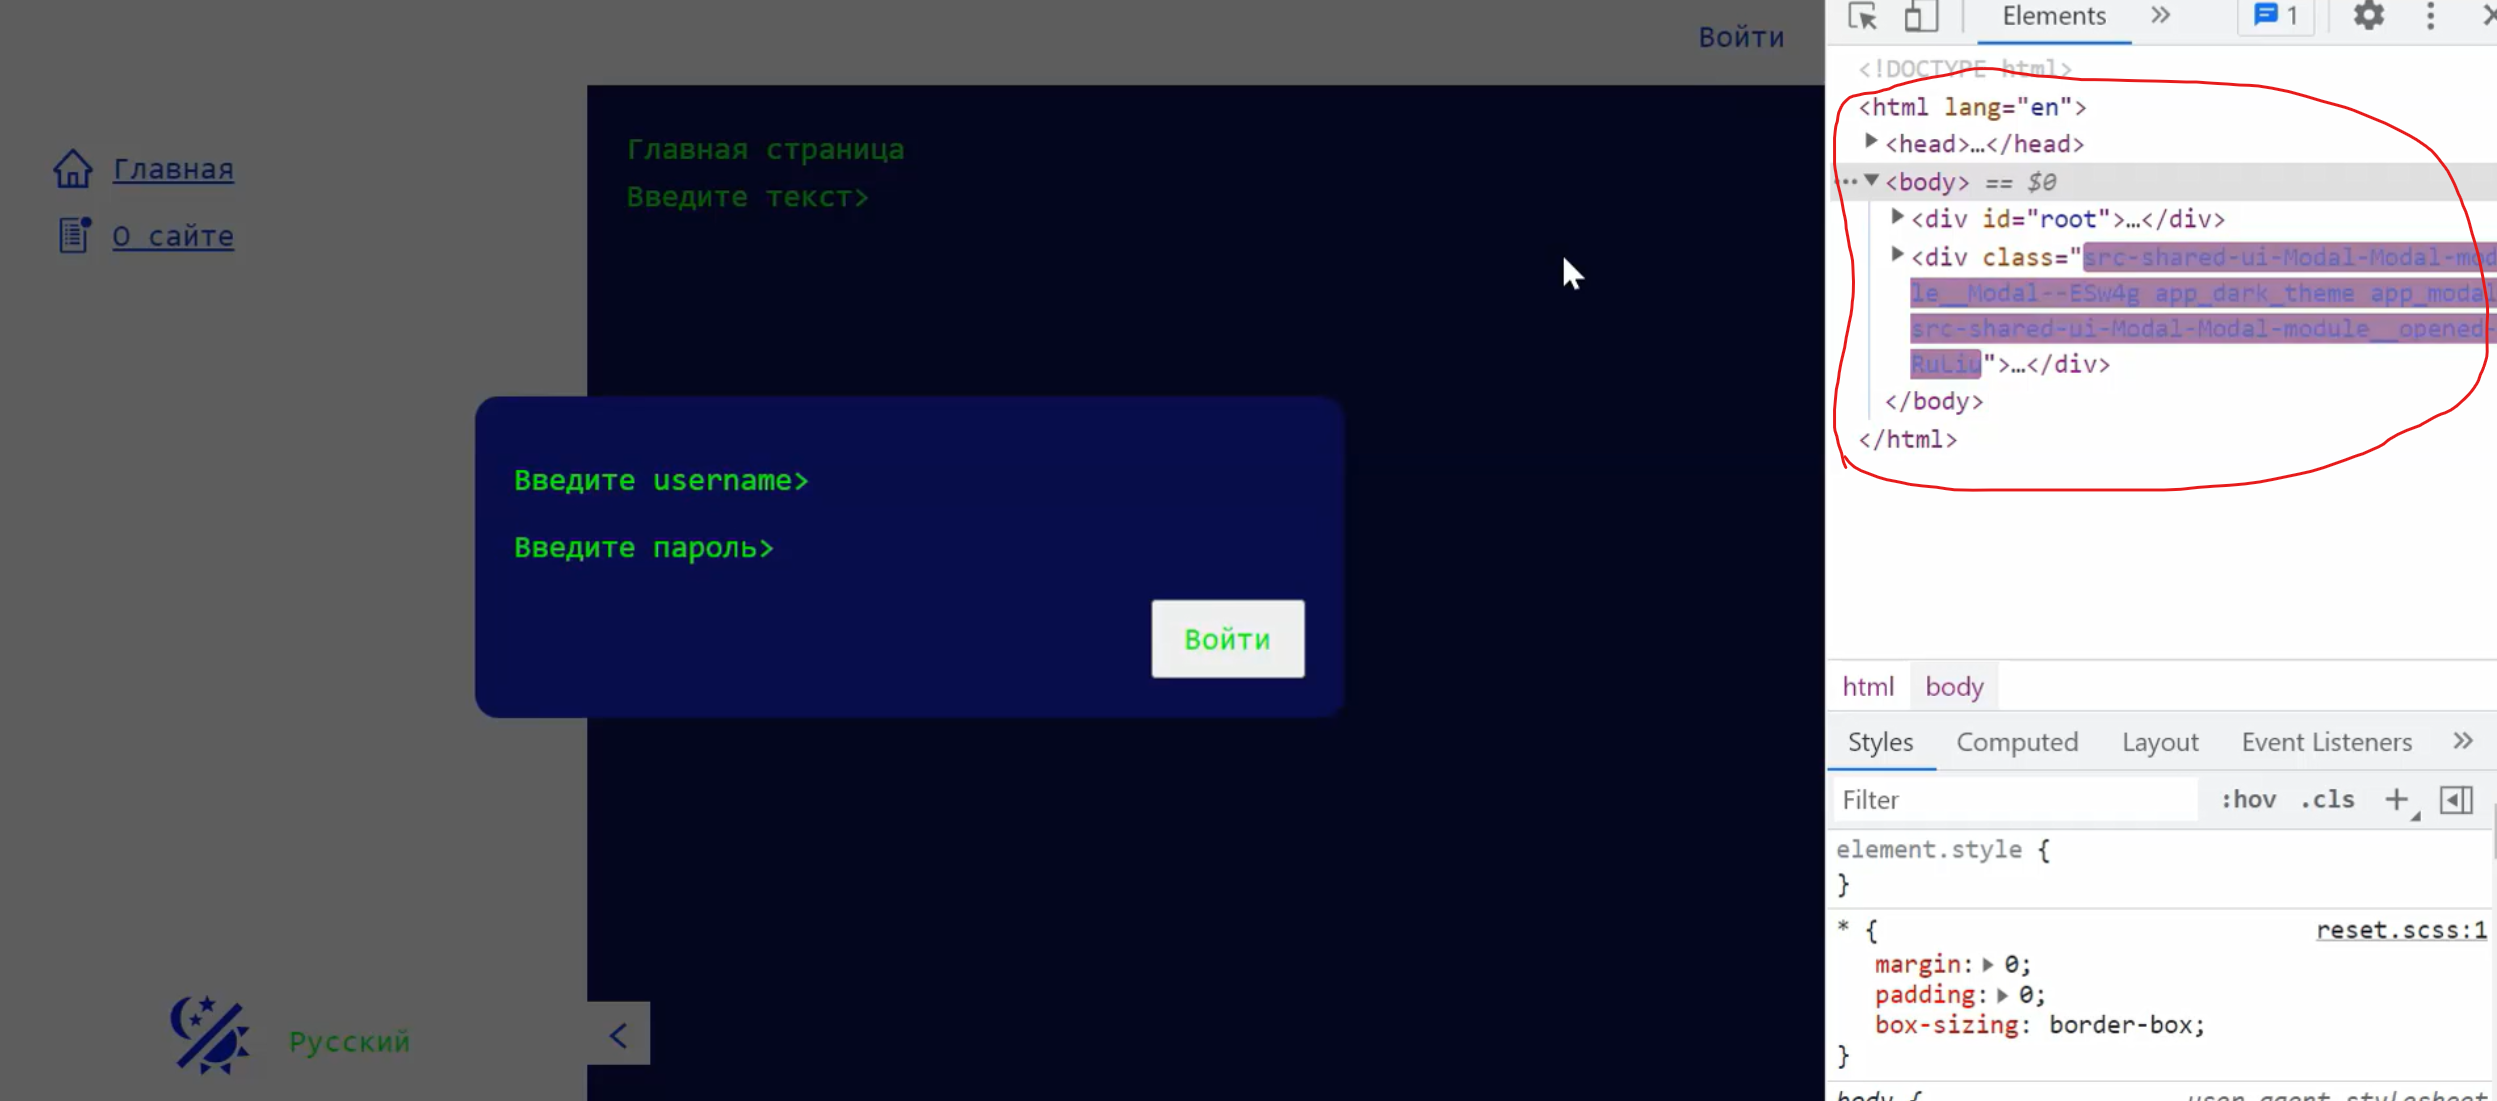 Войти
Главная
О сайте
Главная страница
Введите текст>
Введите username>
Введите пароль>
Войти
Русский
<
Elements
1
<!DOCTYPE html>
<html lang="en">
<head>…</head>
<body> == $0
<div id="root">…</div>
<div class="src-shared-ui-Modal-Modal-mod
le__Modal--ESw4g app_dark_theme app_modal
src-shared-ui-Modal-Modal-module__opened-
RuLiu">…</div>
</body>
</html>
html body
Styles Computed Layout Event Listeners
Filter :hov .cls
element.style {
}
* { reset.scss:1
margin: 0;
padding: 0;
box-sizing: border-box;
}
body { user agent stylesheet